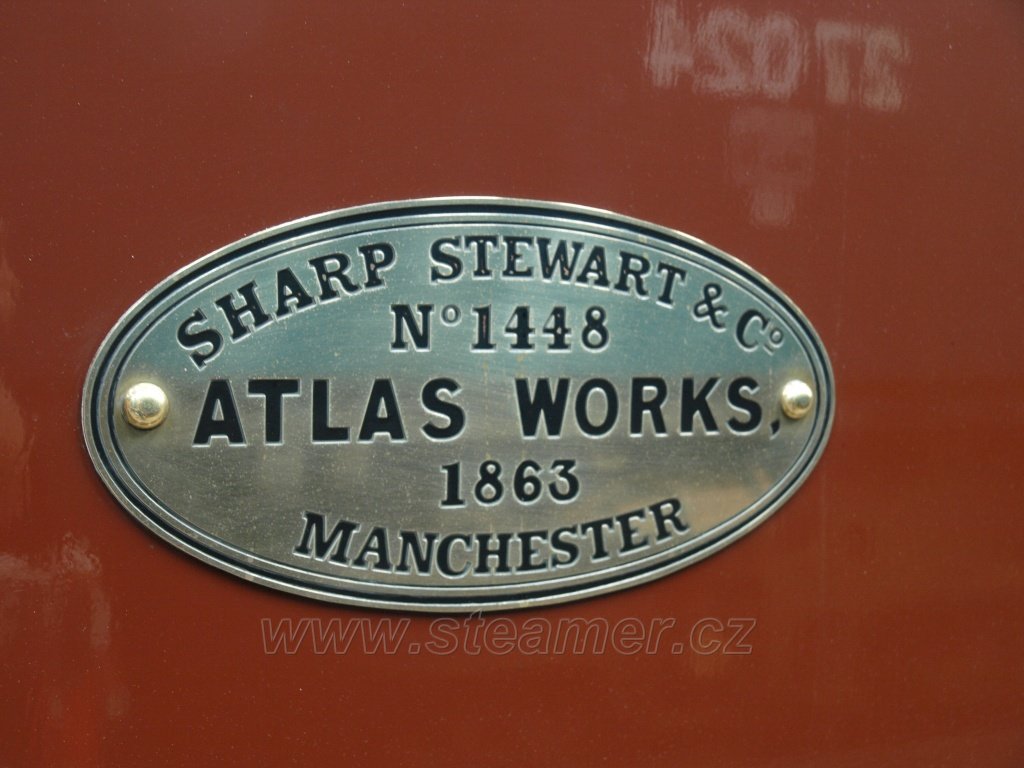 SHARP STEWART & Cº
Nº 1448
ATLAS WORKS,
1863
MANCHESTER
www.steamer.cz